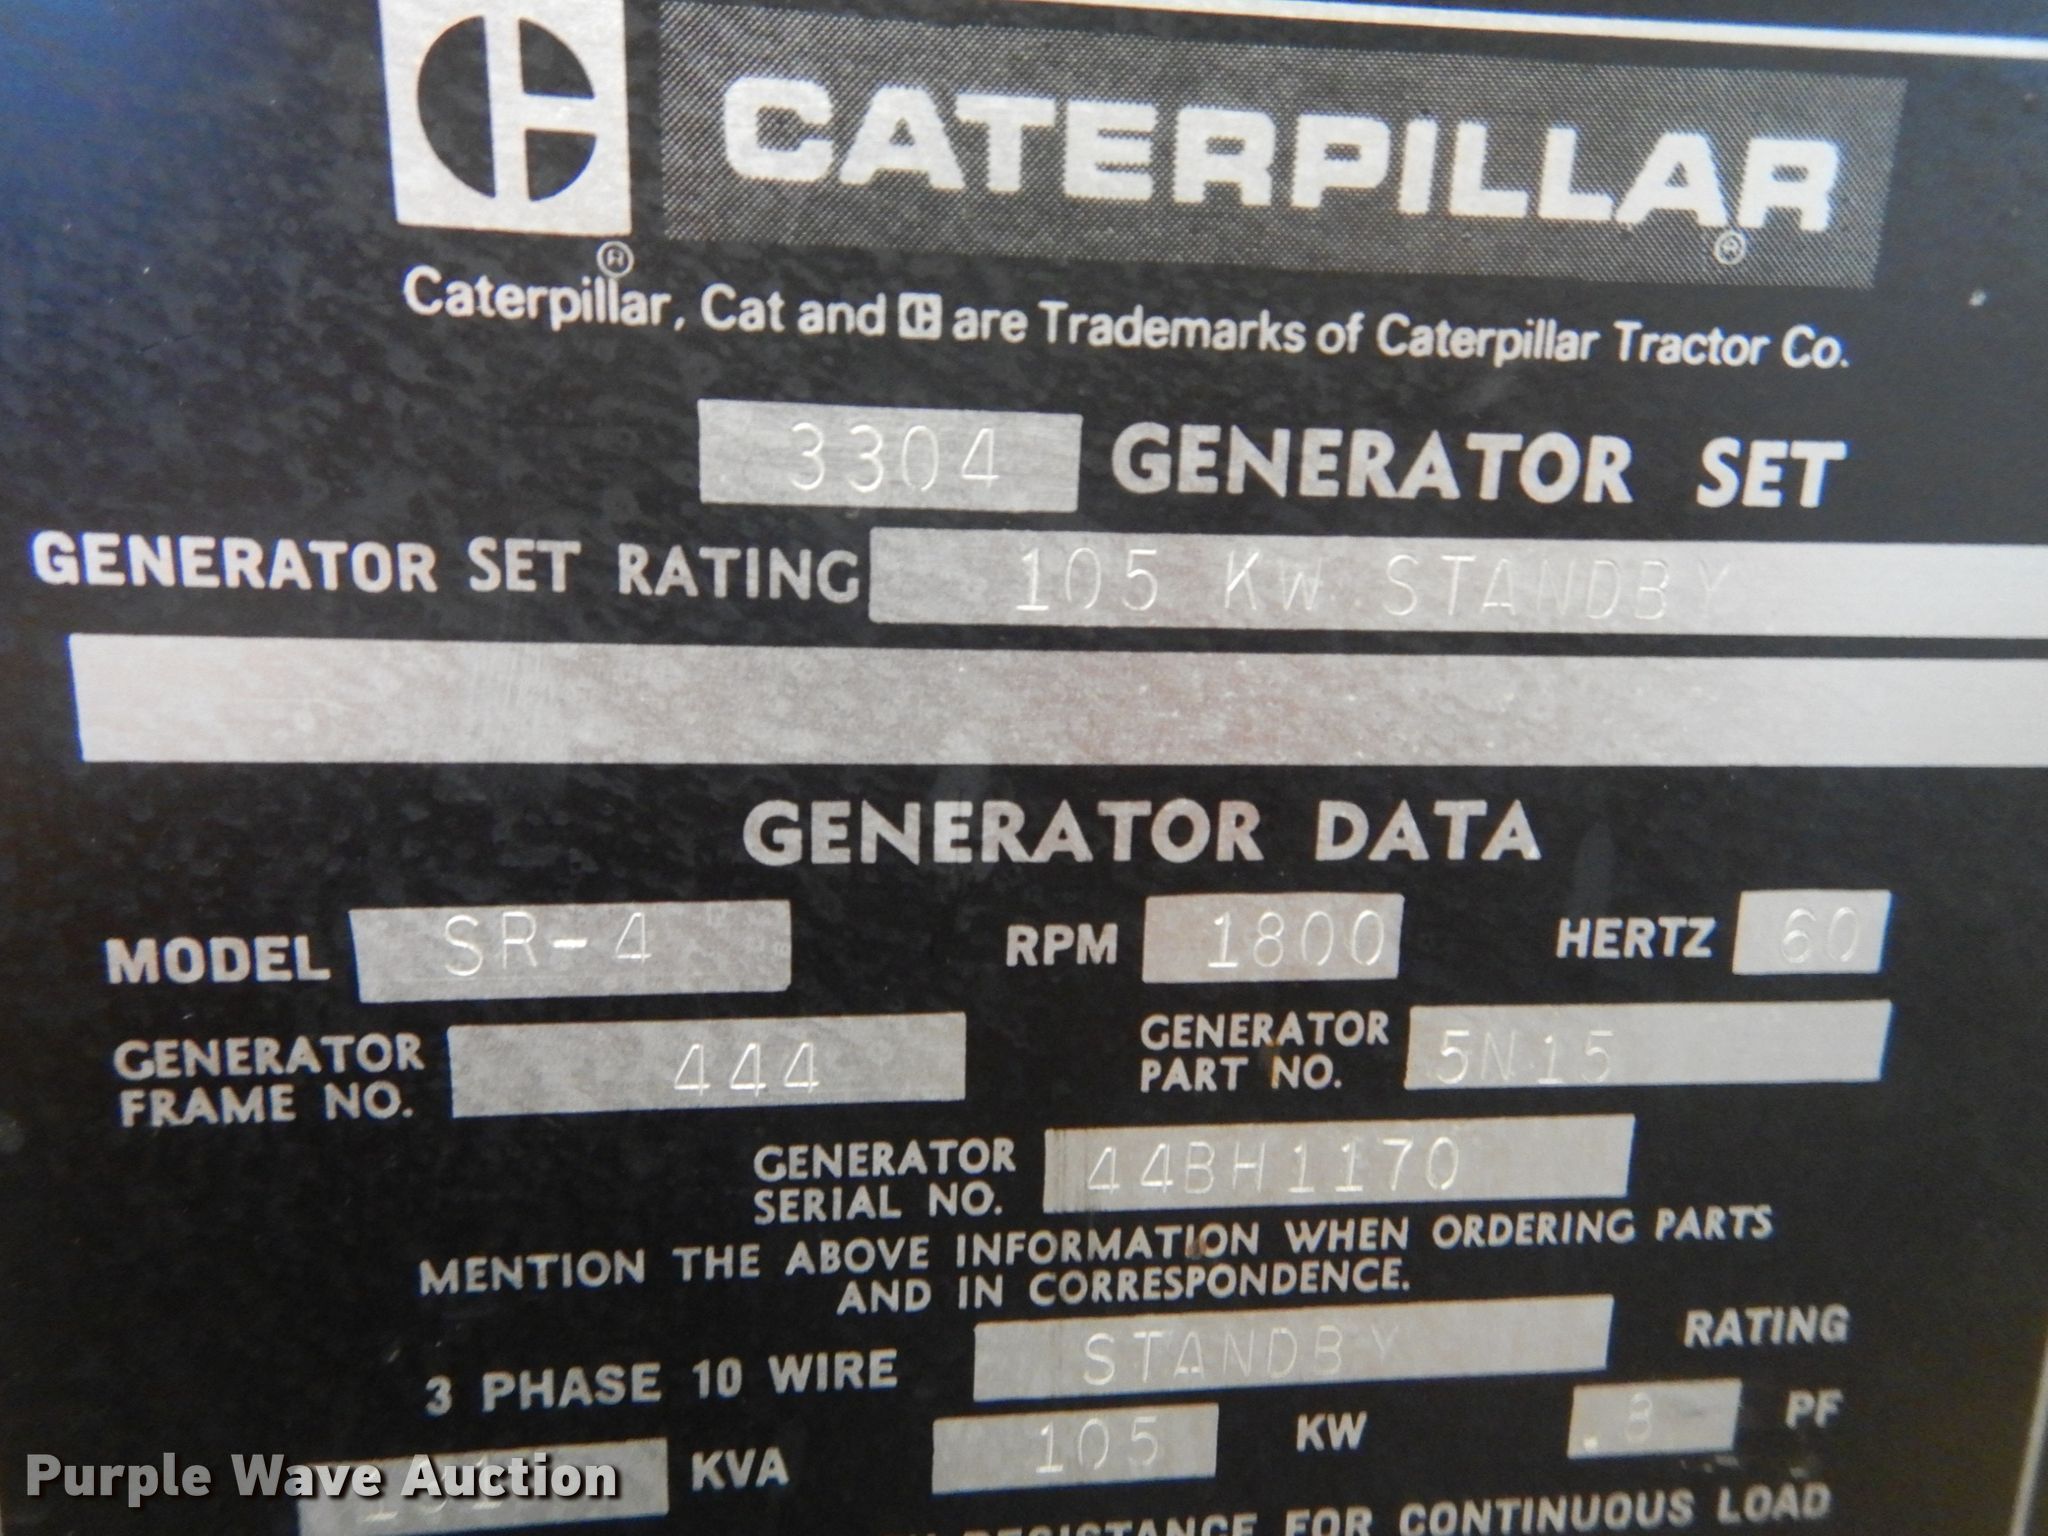 CATERPILLAR
Caterpillar, Cat and C are Trademarks of Caterpillar Tractor Co.
3304 GENERATOR SET
GENERATOR SET RATING 105 KW STANDBY
GENERATOR DATA
MODEL SR-4 RPM 1800 HERTZ 60
GENERATOR FRAME NO. 444 GENERATOR PART NO. 5N15
GENERATOR SERIAL NO. 44BH1170
MENTION THE ABOVE INFORMATION WHEN ORDERING PARTS
AND IN CORRESPONDENCE.
3 PHASE 10 WIRE STANDBY RATING
KVA 105 KW .8 PF
RESISTANCE FOR CONTINUOUS LOAD
Purple Wave Auction